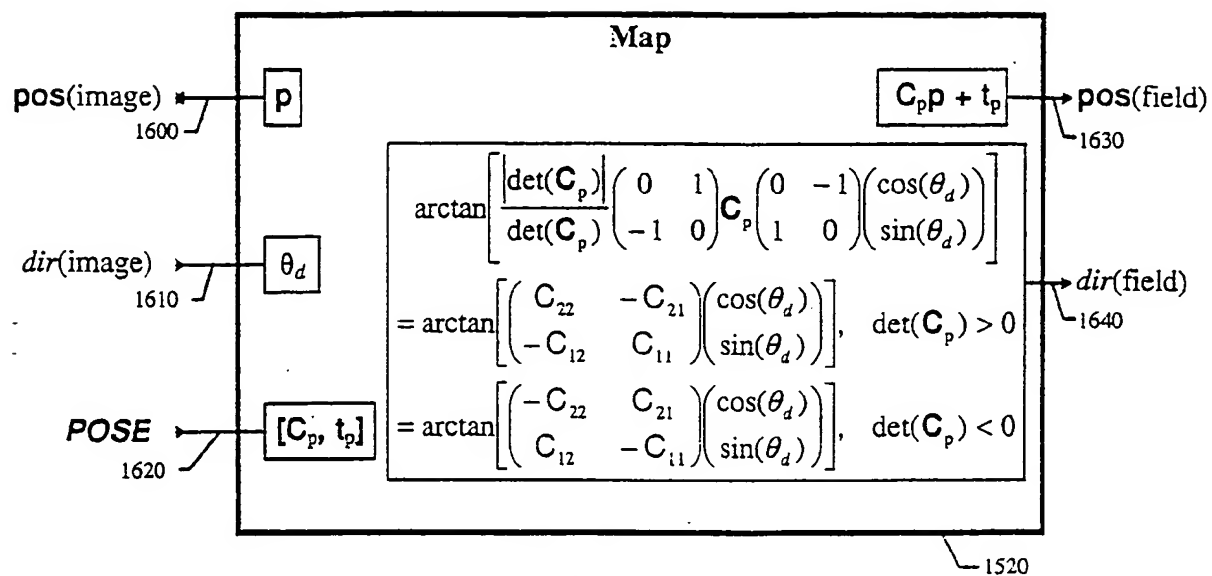 Map
pos(image) 1600 p
C_p p + t_p pos(field) 1630
arctan[ |det(C_p)| / det(C_p) ( 0 1 ; -1 0 ) C_p ( 0 -1 ; 1 0 ) ( cos(θ_d) ; sin(θ_d) ) ]
dir(image) 1610 θ_d
= arctan[ ( C_22 -C_21 ; -C_12 C_11 ) ( cos(θ_d) ; sin(θ_d) ) ], det(C_p) > 0
dir(field) 1640
POSE 1620 [C_p, t_p]
= arctan[ ( -C_22 C_21 ; C_12 -C_11 ) ( cos(θ_d) ; sin(θ_d) ) ], det(C_p) < 0
1520